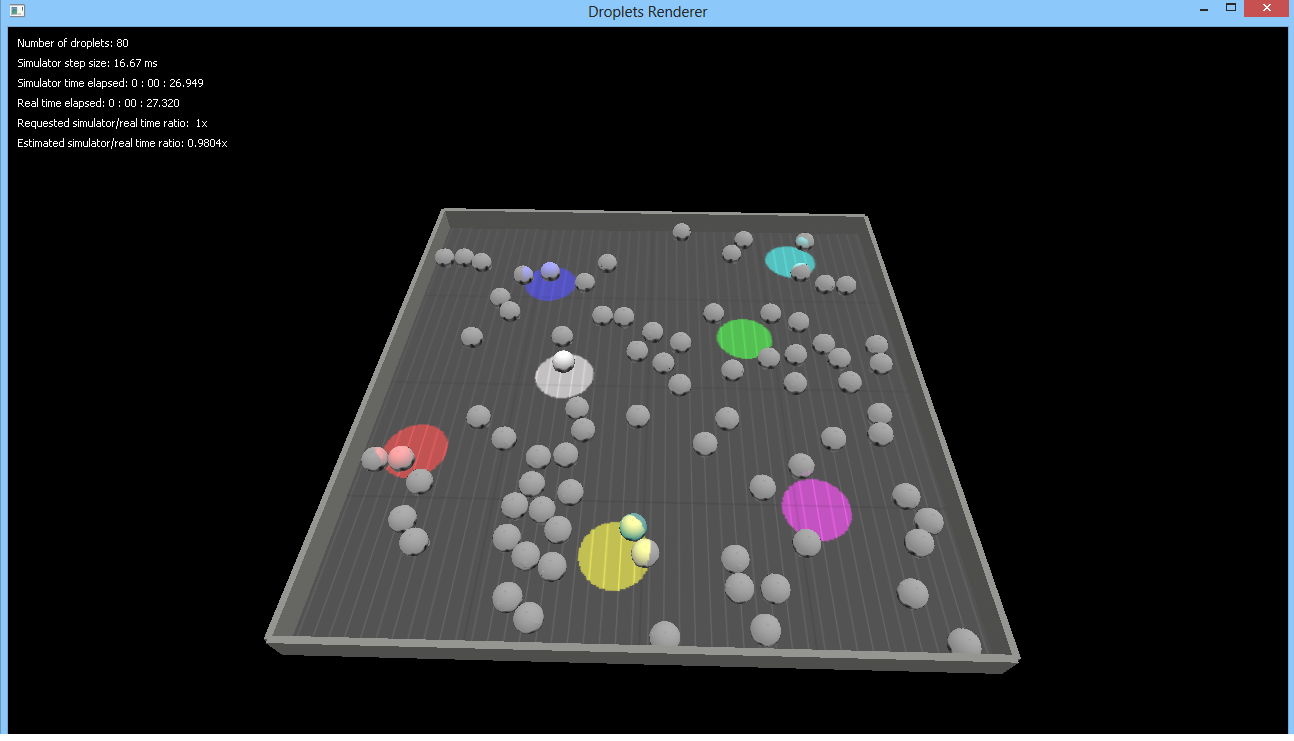 Droplets Renderer
Number of droplets: 80
Simulator step size: 16.67 ms
Simulator time elapsed: 0 : 00 : 26.949
Real time elapsed: 0 : 00 : 27.320
Requested simulator/real time ratio:  1x
Estimated simulator/real time ratio: 0.9804x